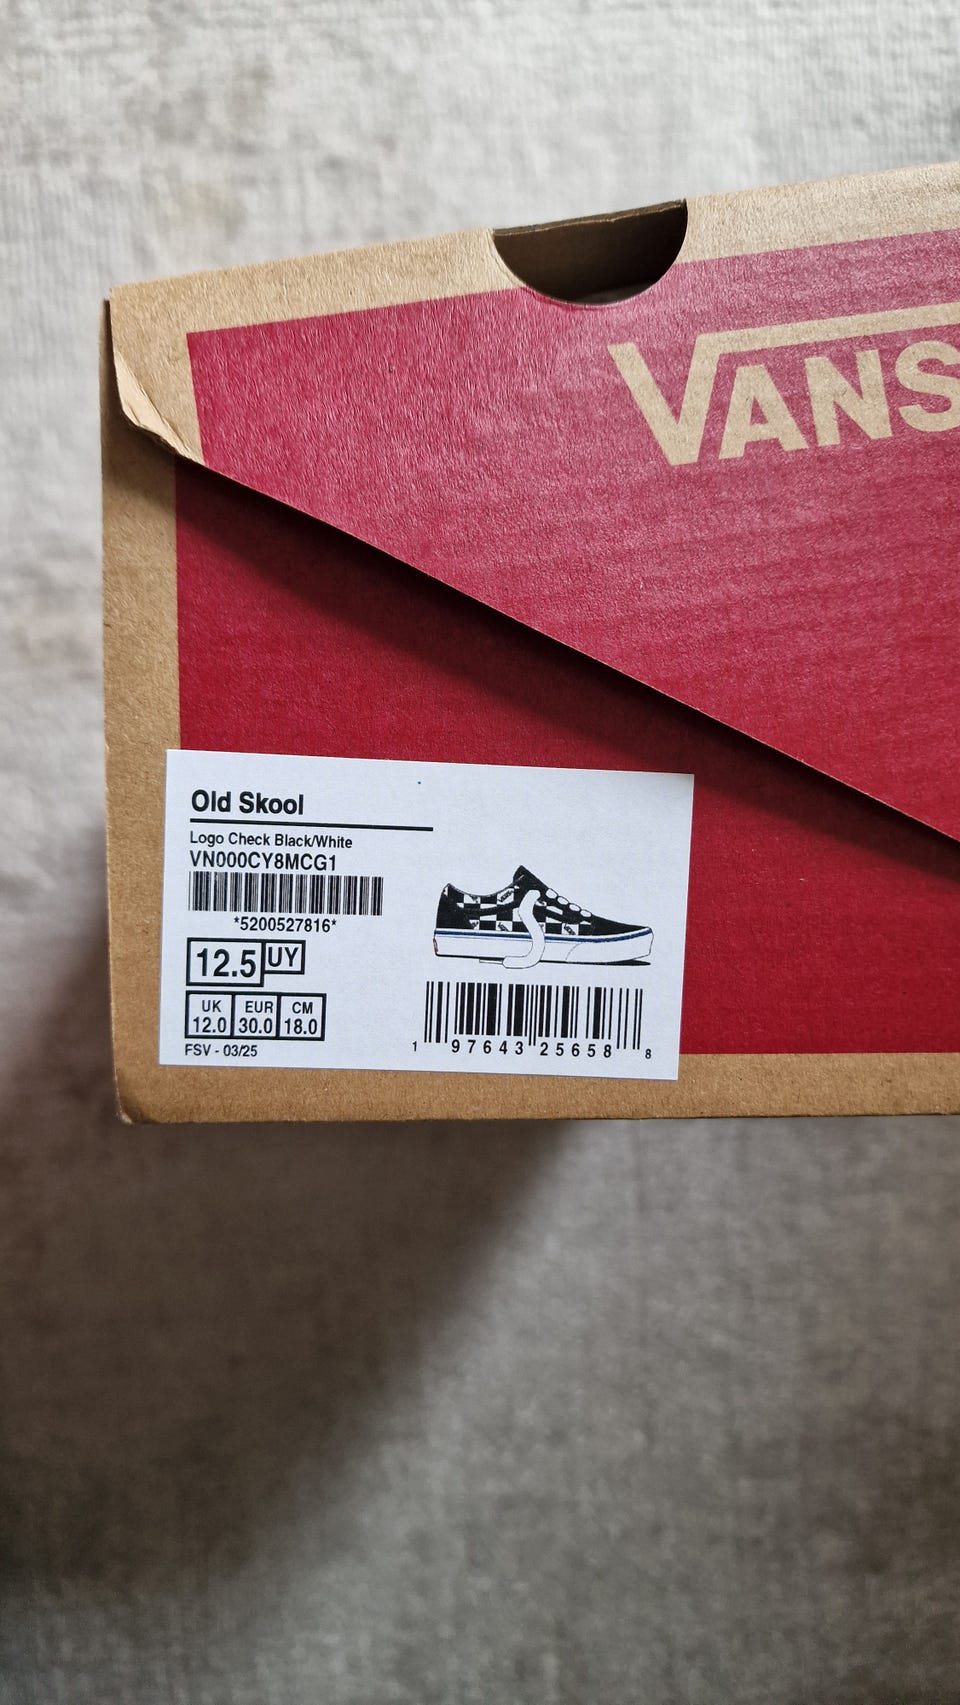 VANS
Old Skool
Logo Check Black/White
VN000CY8MCG1
*5200527816*
12.5 UY
UK EUR CM
12.0 30.0 18.0
FSV - 03/25
1 97643 25658 8